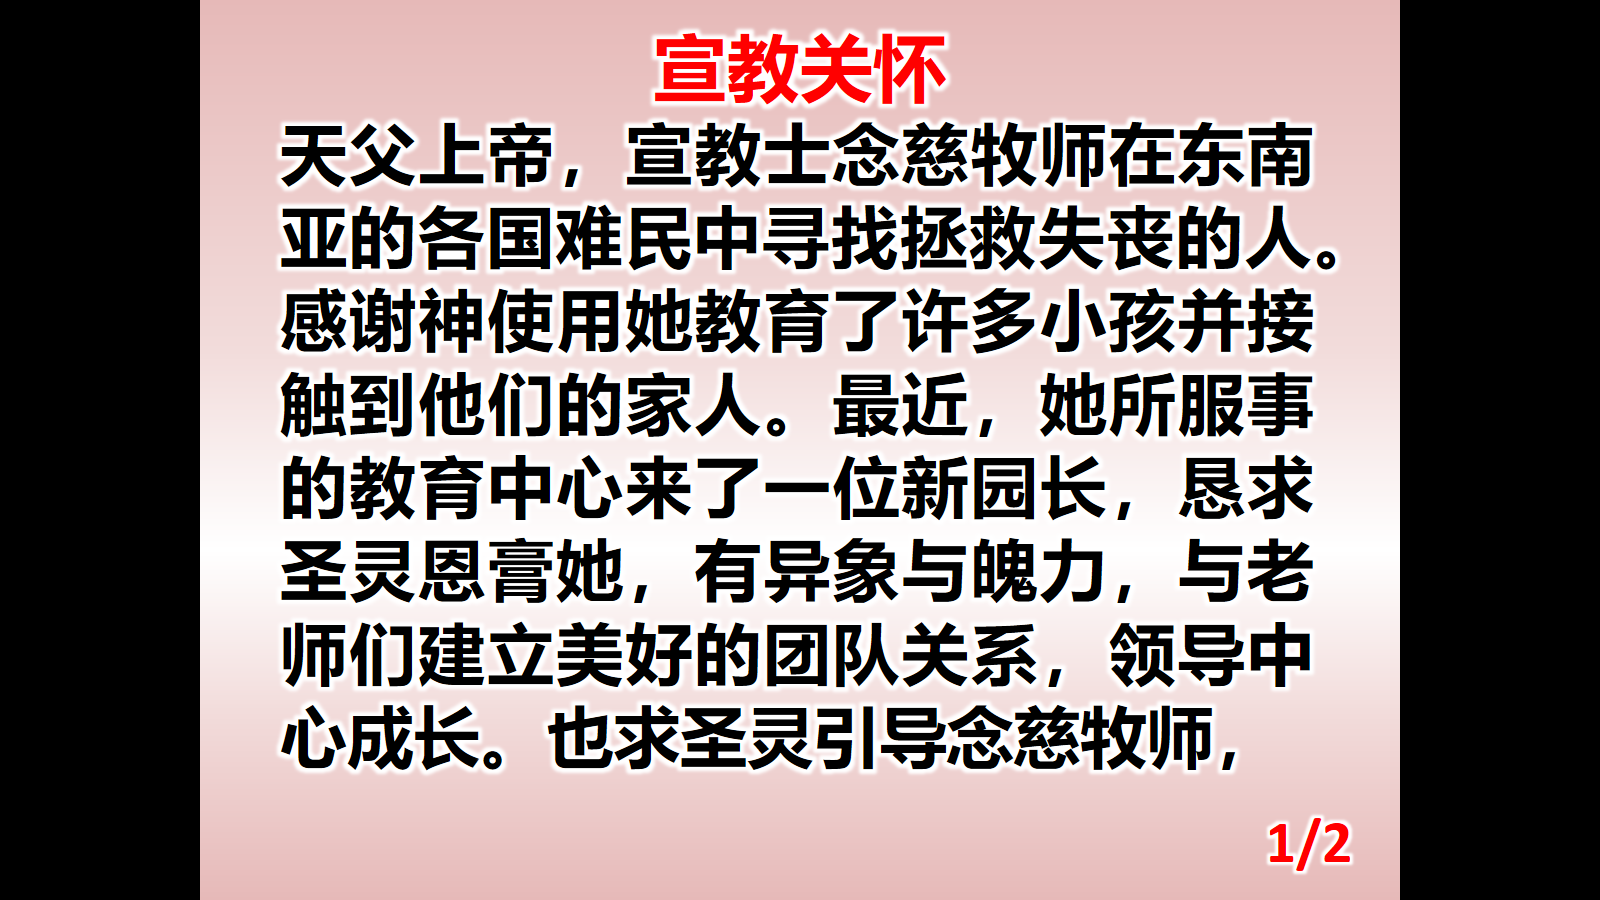 宣教关怀
天父上帝，宣教士念慈牧师在东南
亚的各国难民中寻找拯救失丧的人。
感谢神使用她教育了许多小孩并接
触到他们的家人。最近，她所服事
的教育中心来了一位新园长，恳求
圣灵恩膏她，有异象与魄力，与老
师们建立美好的团队关系，领导中
心成长。也求圣灵引导念慈牧师，
1/2